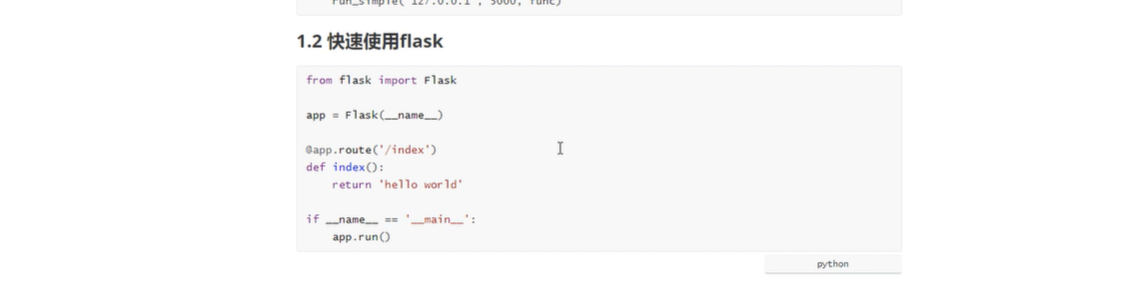 run_simple('127.0.0.1', 5000, func)
1.2 快速使用flask
from flask import Flask
app = Flask(__name__)
@app.route('/index')
def index():
    return 'hello world'
if __name__ == '__main__':
    app.run()
python